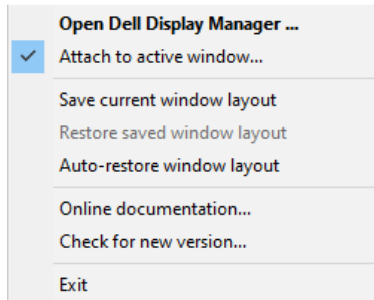 Open Dell Display Manager ...
Attach to active window...
Save current window layout
Restore saved window layout
Auto-restore window layout
Online documentation...
Check for new version...
Exit